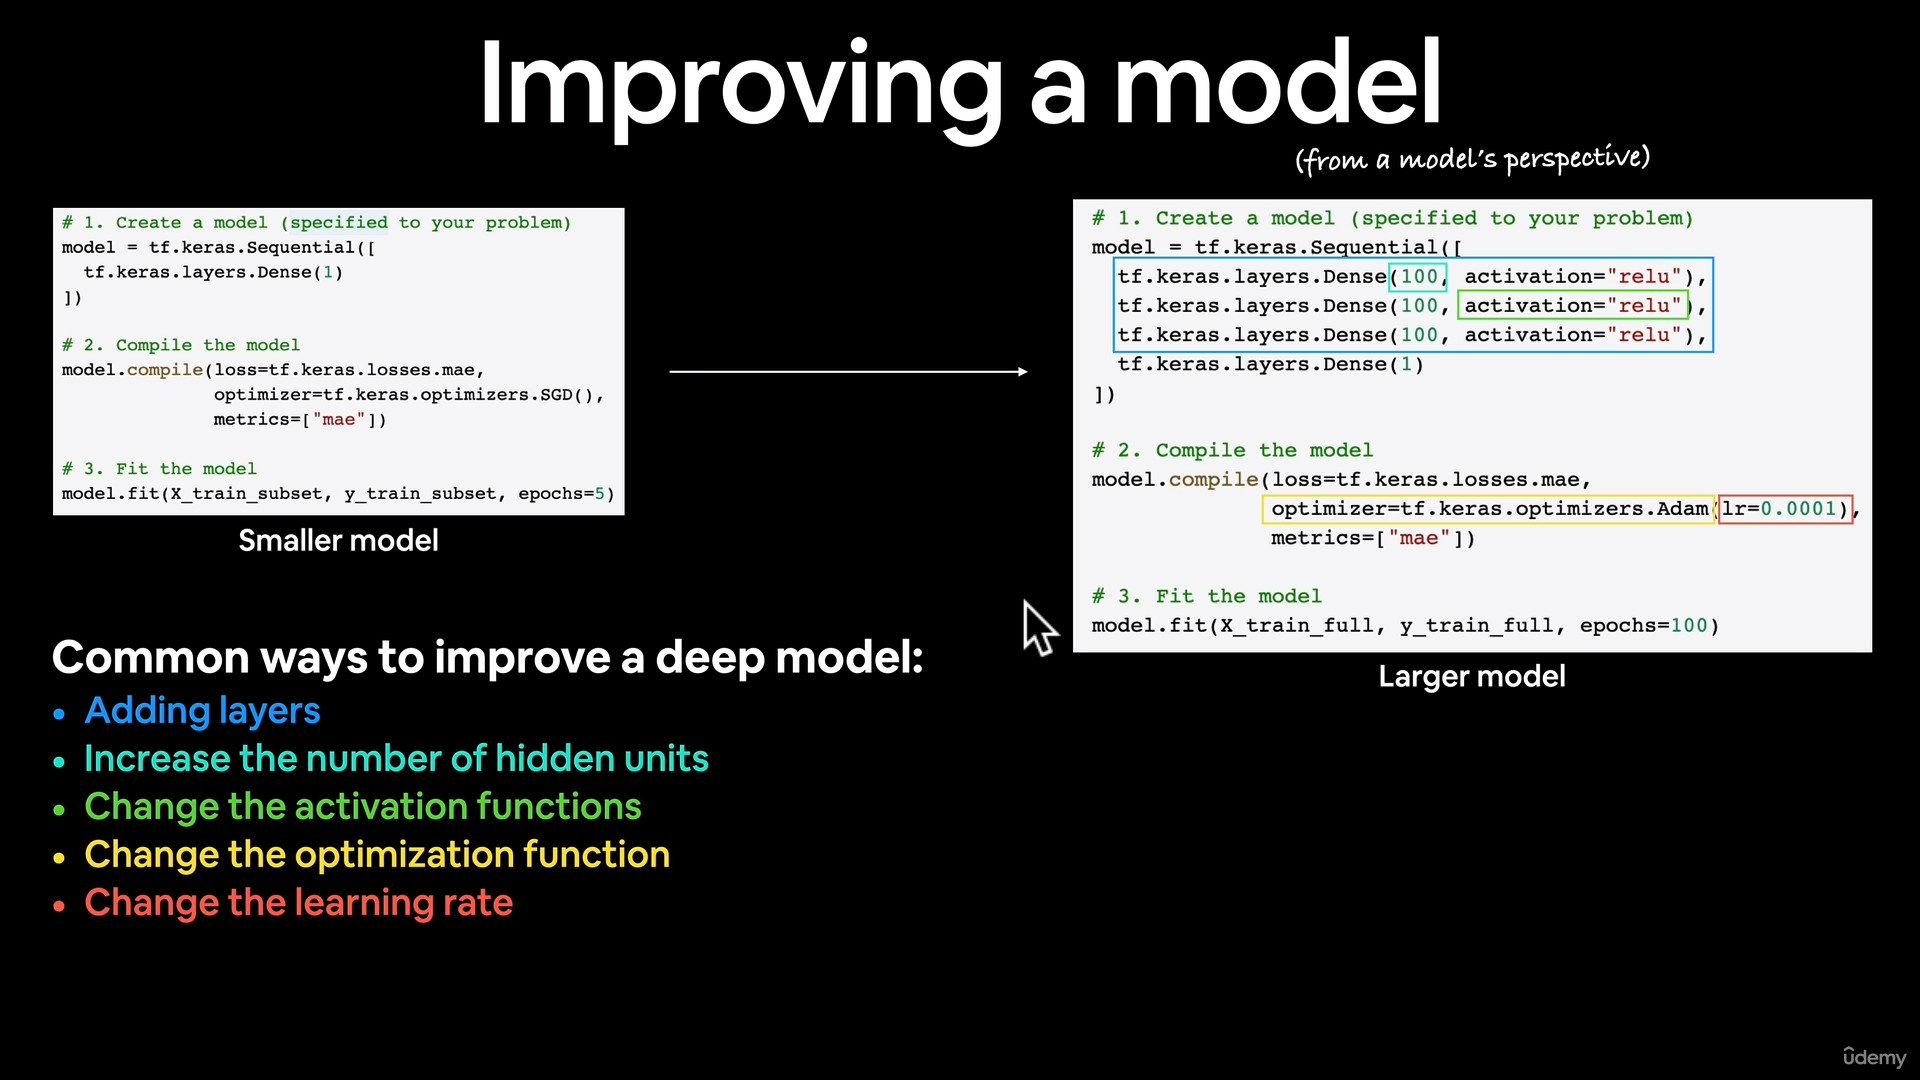 Improving a model
(from a model's perspective)
# 1. Create a model (specified to your problem)
model = tf.keras.Sequential([
  tf.keras.layers.Dense(1)
])
# 2. Compile the model
model.compile(loss=tf.keras.losses.mae,
              optimizer=tf.keras.optimizers.SGD(),
              metrics=["mae"])
# 3. Fit the model
model.fit(X_train_subset, y_train_subset, epochs=5)
Smaller model
# 1. Create a model (specified to your problem)
model = tf.keras.Sequential([
  tf.keras.layers.Dense(100, activation="relu"),
  tf.keras.layers.Dense(100, activation="relu"),
  tf.keras.layers.Dense(100, activation="relu"),
  tf.keras.layers.Dense(1)
])
# 2. Compile the model
model.compile(loss=tf.keras.losses.mae,
              optimizer=tf.keras.optimizers.Adam(lr=0.0001),
              metrics=["mae"])
# 3. Fit the model
model.fit(X_train_full, y_train_full, epochs=100)
Larger model
Common ways to improve a deep model:
• Adding layers
• Increase the number of hidden units
• Change the activation functions
• Change the optimization function
• Change the learning rate
udemy